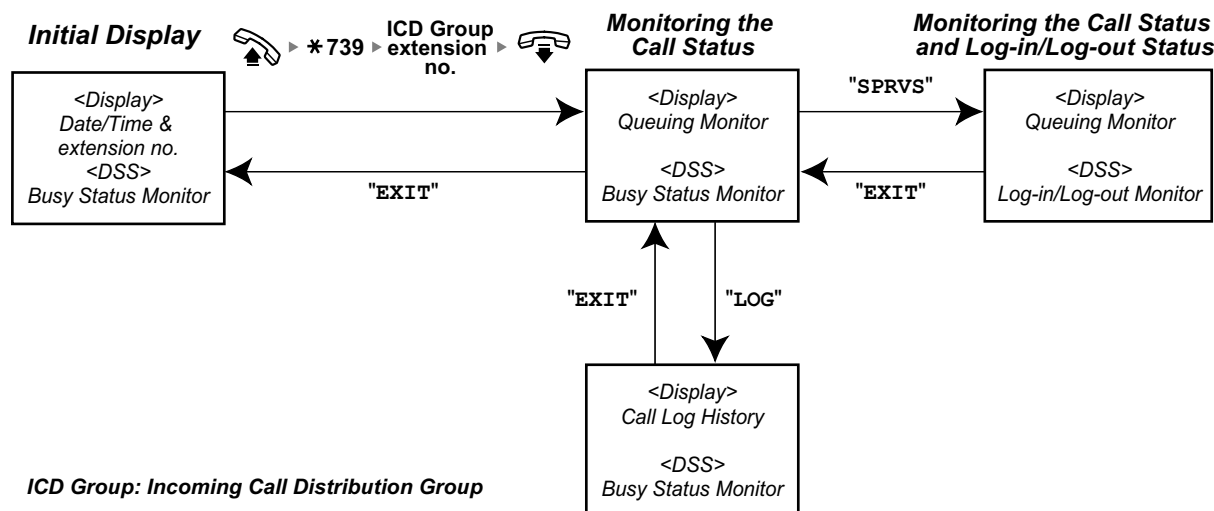 Initial Display
*739
ICD Group
extension
no.
Monitoring the
Call Status
Monitoring the Call Status
and Log-in/Log-out Status
<Display>
Date/Time &
extension no.
<DSS>
Busy Status Monitor
"EXIT"
<Display>
Queuing Monitor
<DSS>
Busy Status Monitor
"SPRVS"
"EXIT"
<Display>
Queuing Monitor
<DSS>
Log-in/Log-out Monitor
"EXIT"
"LOG"
<Display>
Call Log History
<DSS>
Busy Status Monitor
ICD Group: Incoming Call Distribution Group